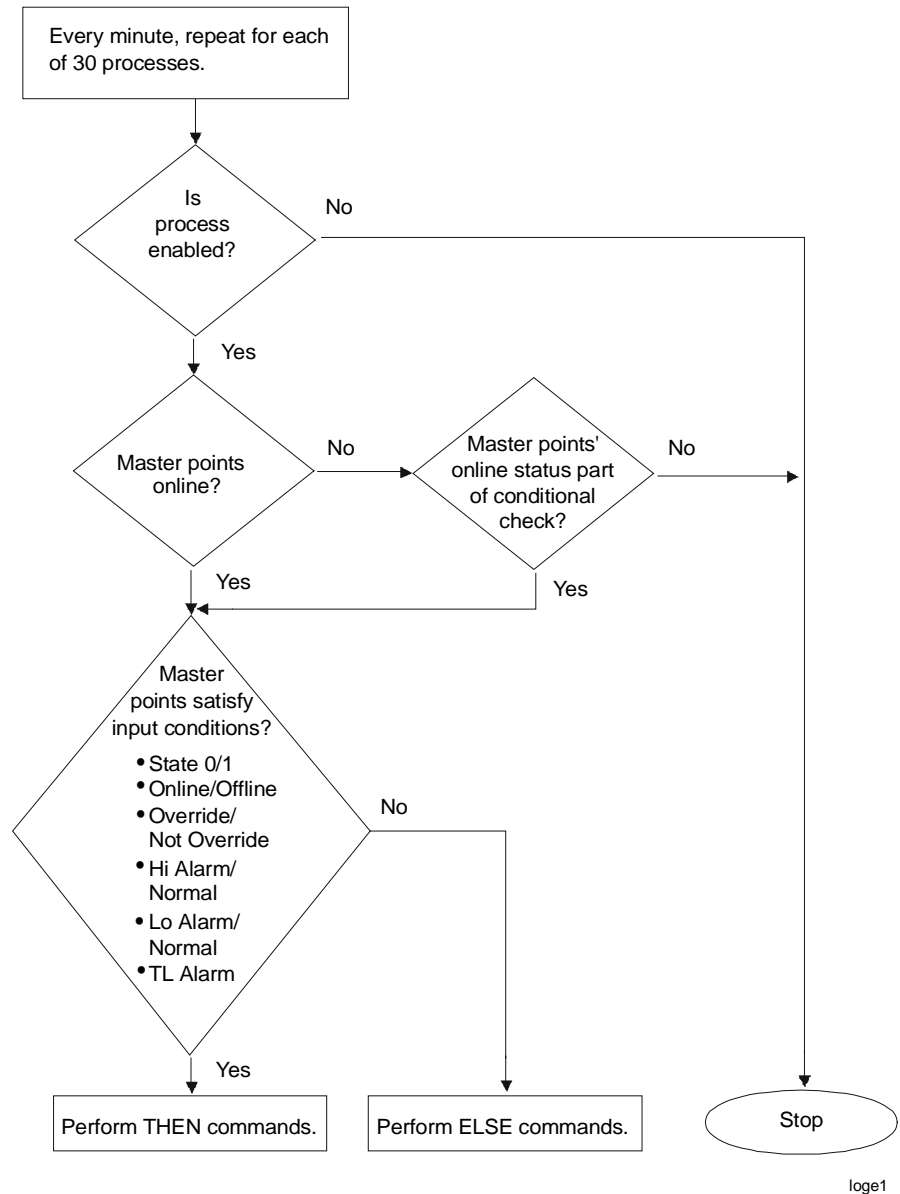 Every minute, repeat for each
of 30 processes.
Is
process
enabled?
No
Yes
Master points
online?
No
Master points'
online status part
of conditional
check?
No
Yes
Yes
Master
points satisfy
input conditions?
•State 0/1
•Online/Offline
•Override/
Not Override
•Hi Alarm/
Normal
•Lo Alarm/
Normal
•TL Alarm
No
Yes
Perform THEN commands.
Perform ELSE commands.
Stop
loge1